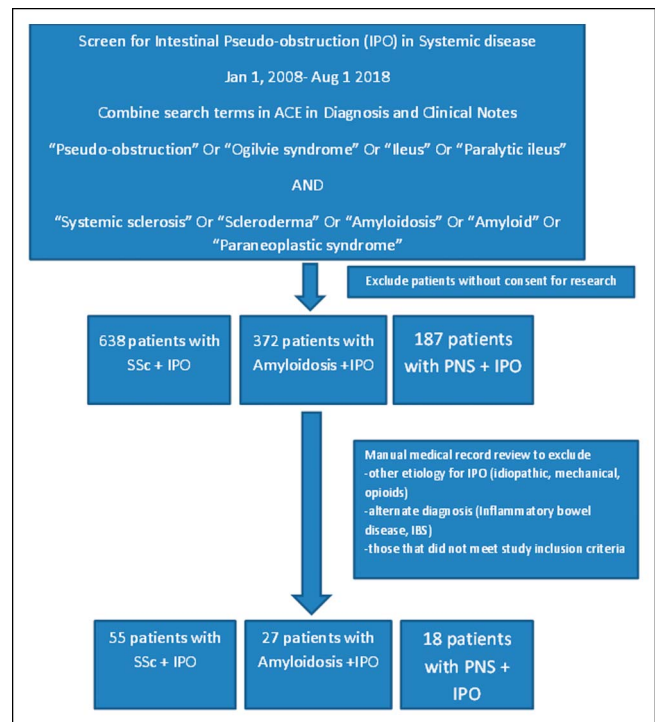 Screen for Intestinal Pseudo-obstruction (IPO) in Systemic disease
Jan 1, 2008- Aug 1 2018
Combine search terms in ACE in Diagnosis and Clinical Notes
“Pseudo-obstruction” Or “Ogilvie syndrome” Or “Ileus” Or “Paralytic ileus”
AND
“Systemic sclerosis” Or “Scleroderma” Or “Amyloidosis” Or “Amyloid” Or
“Paraneoplastic syndrome”
Exclude patients without consent for research
638 patients with
SSc + IPO
372 patients with
Amyloidosis +IPO
187 patients
with PNS + IPO
Manual medical record review to exclude
-other etiology for IPO (idiopathic, mechanical,
opioids)
-alternate diagnosis (Inflammatory bowel
disease, IBS)
-those that did not meet study inclusion criteria
55 patients with
SSc + IPO
27 patients with
Amyloidosis +IPO
18 patients
with PNS +
IPO